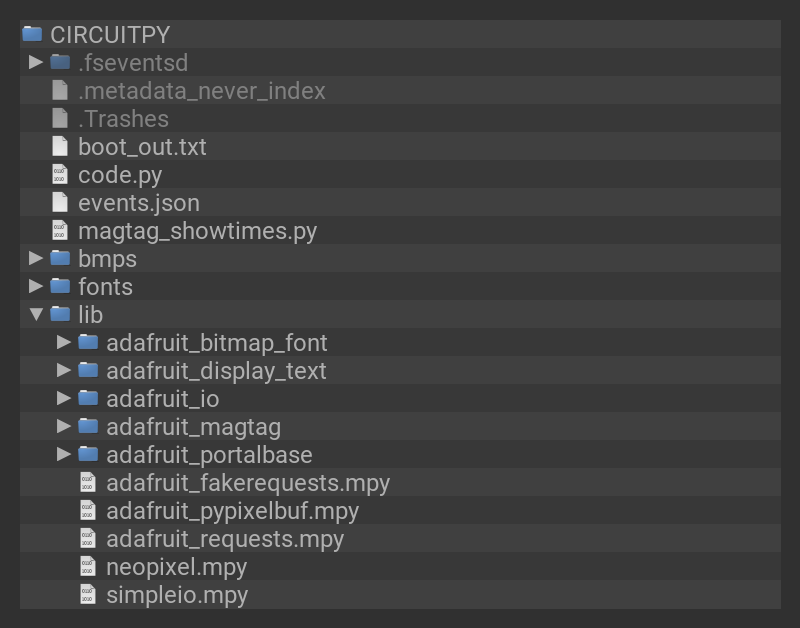 CIRCUITPY
.fseventsd
.metadata_never_index
.Trashes
boot_out.txt
code.py
events.json
magtag_showtimes.py
bmps
fonts
lib
adafruit_bitmap_font
adafruit_display_text
adafruit_io
adafruit_magtag
adafruit_portalbase
adafruit_fakerequests.mpy
adafruit_pypixelbuf.mpy
adafruit_requests.mpy
neopixel.mpy
simpleio.mpy